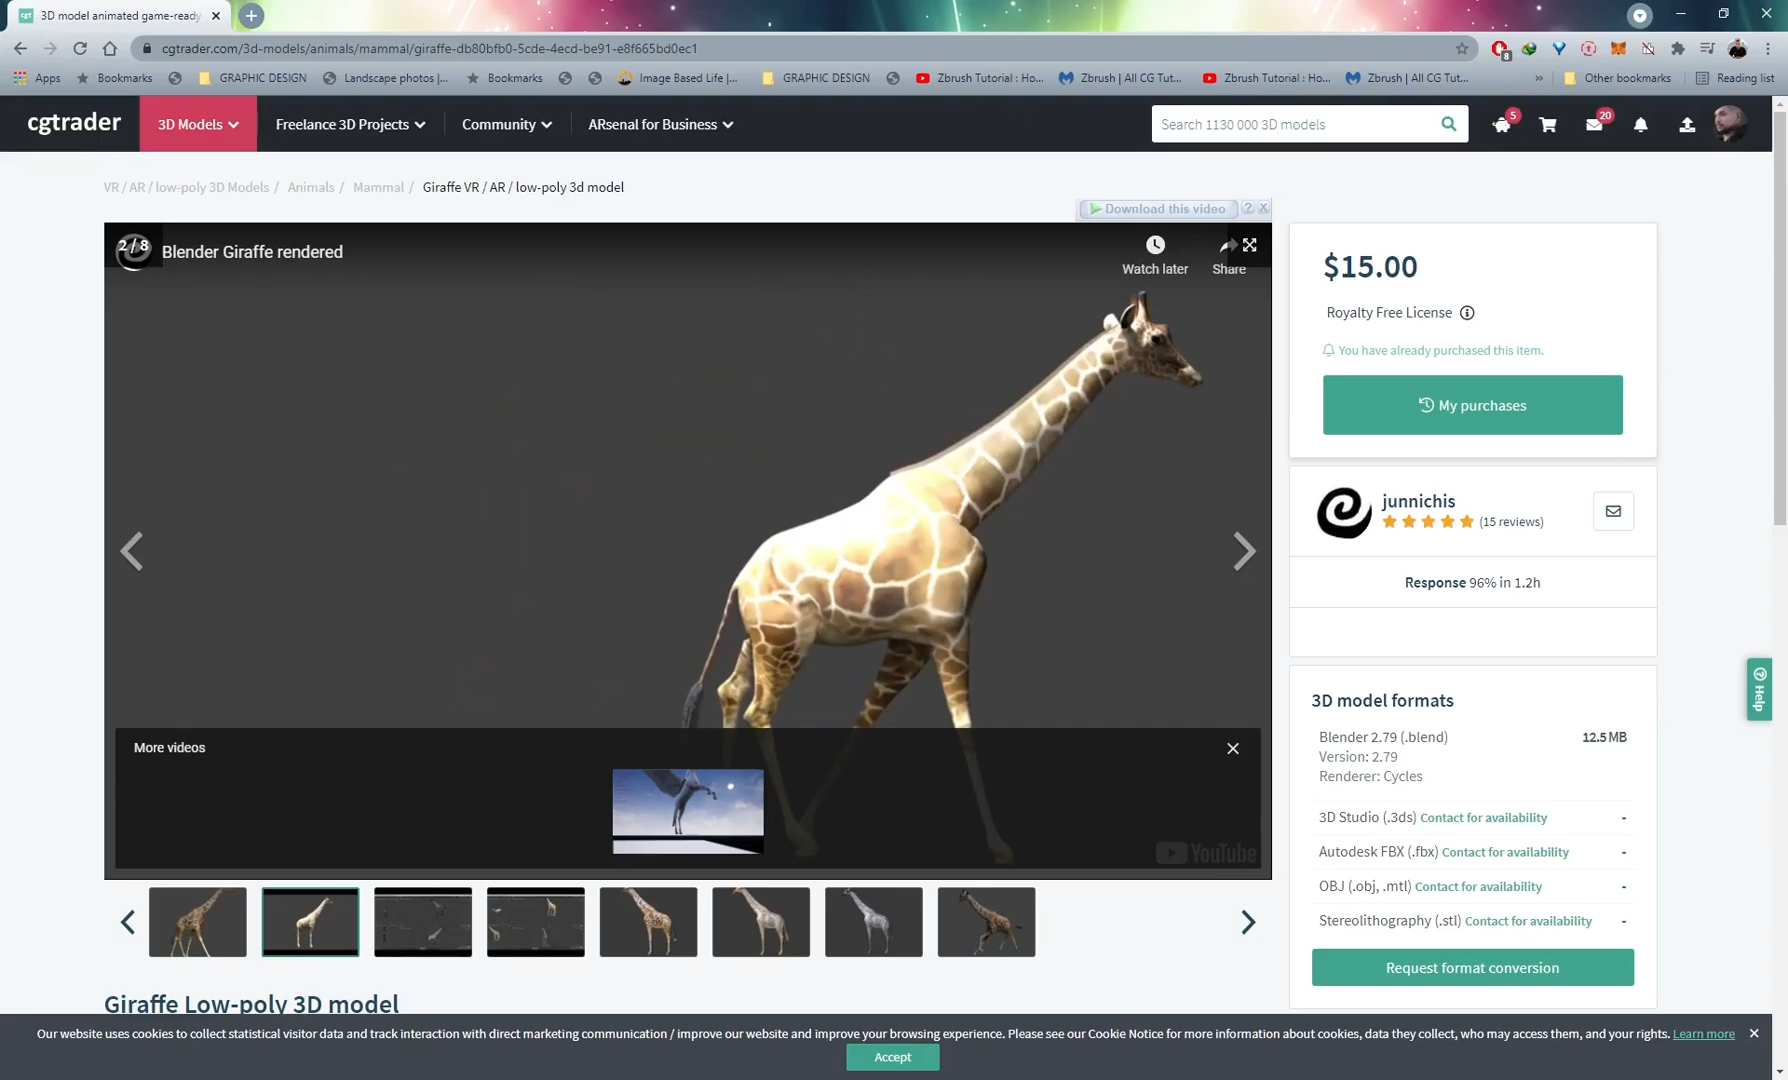 3D model animated game-ready
cgtrader.com/3d-models/animals/mammal/giraffe-db80bfb0-5cde-4ecd-be91-e8f665bd0ec1
8
Apps
Bookmarks
GRAPHIC DESIGN
Landscape photos |...
Bookmarks
Image Based Life |...
GRAPHIC DESIGN
Zbrush Tutorial : Ho...
Zbrush | All CG Tut...
Zbrush Tutorial : Ho...
Zbrush | All CG Tut...
»
Other bookmarks
Reading list
cgtrader
3D Models
Freelance 3D Projects
Community
ARsenal for Business
Search 1130 000 3D models
5
20
VR / AR / low-poly 3D Models / Animals / Mammal / Giraffe VR / AR / low-poly 3d model
Download this video ?
2 / 8
Blender Giraffe rendered
Watch later
Share
More videos
YouTube
$15.00
Royalty Free License
You have already purchased this item.
My purchases
junnichis
(15 reviews)
Response 96% in 1.2h
3D model formats
Blender 2.79 (.blend) 12.5 MB
Version: 2.79
Renderer: Cycles
3D Studio (.3ds) Contact for availability -
Autodesk FBX (.fbx) Contact for availability -
OBJ (.obj, .mtl) Contact for availability -
Stereolithography (.stl) Contact for availability -
Request format conversion
Help
Giraffe Low-poly 3D model
Our website uses cookies to collect statistical visitor data and track interaction with direct marketing communication / improve our website and improve your browsing experience. Please see our Cookie Notice for more information about cookies, data they collect, who may access them, and your rights. Learn more
Accept